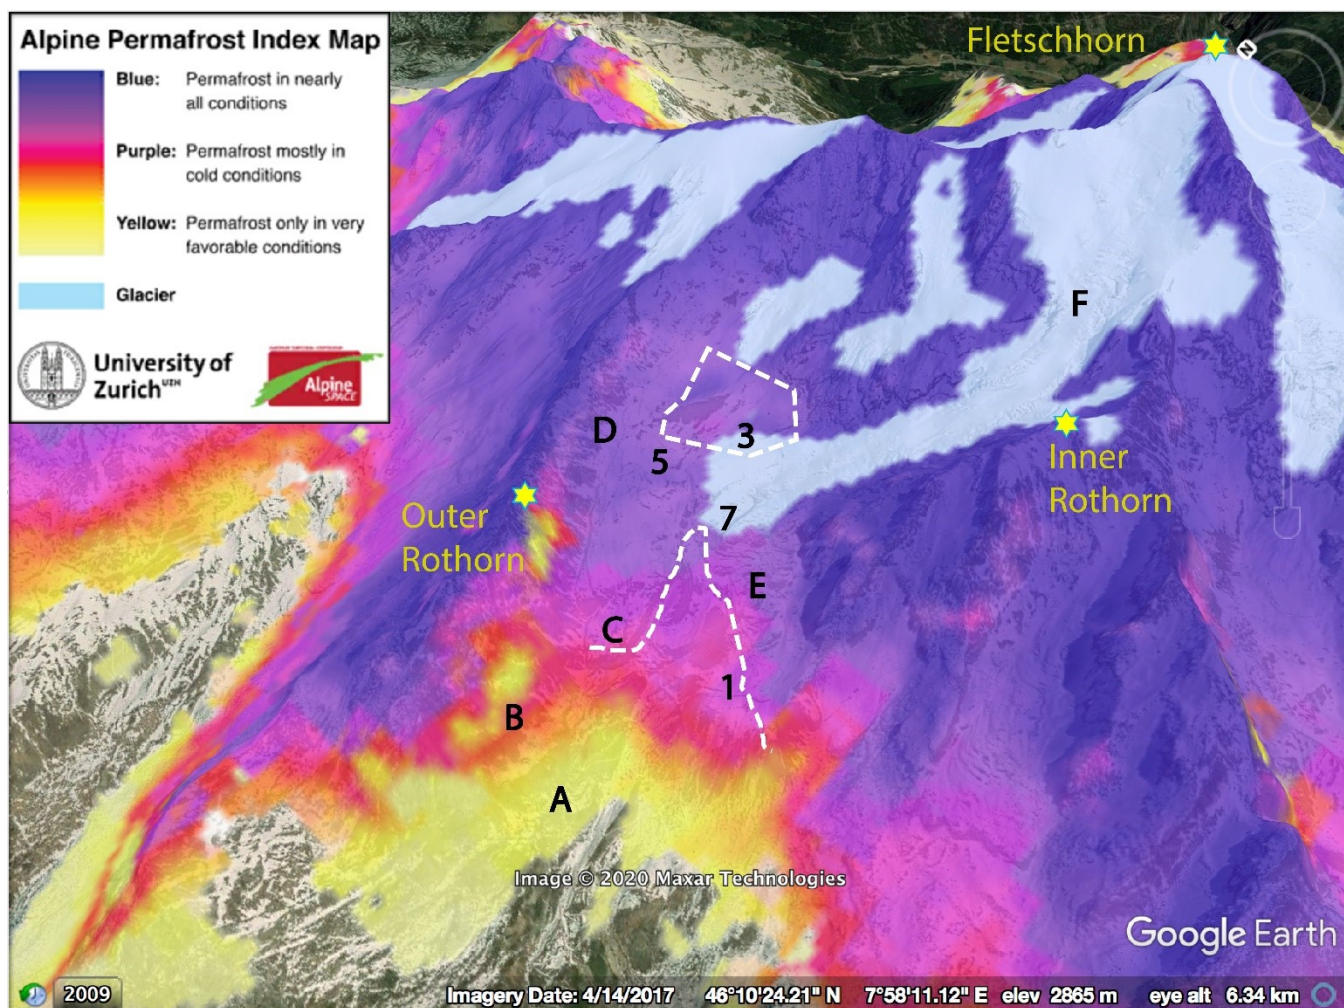 Alpine Permafrost Index Map
Blue: Permafrost in nearly
all conditions
Purple: Permafrost mostly in
cold conditions
Yellow: Permafrost only in very
favorable conditions
Glacier
University of
Zurich UZH
Alpine
SPACE
Fletschhorn
N
F
D
3
5
Inner
Rothorn
Outer
Rothorn
7
E
C
1
B
A
Image © 2020 Maxar Technologies
Google Earth
2009
Imagery Date: 4/14/2017 46°10'24.21" N 7°58'11.12" E elev 2865 m eye alt 6.34 km